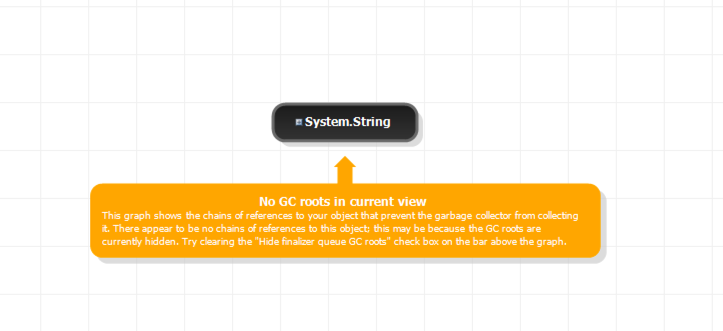 System.String
No GC roots in current view
This graph shows the chains of references to your object that prevent the garbage collector from collecting
it. There appear to be no chains of references to this object; this may be because the GC roots are
currently hidden. Try clearing the "Hide finalizer queue GC roots" check box on the bar above the graph.